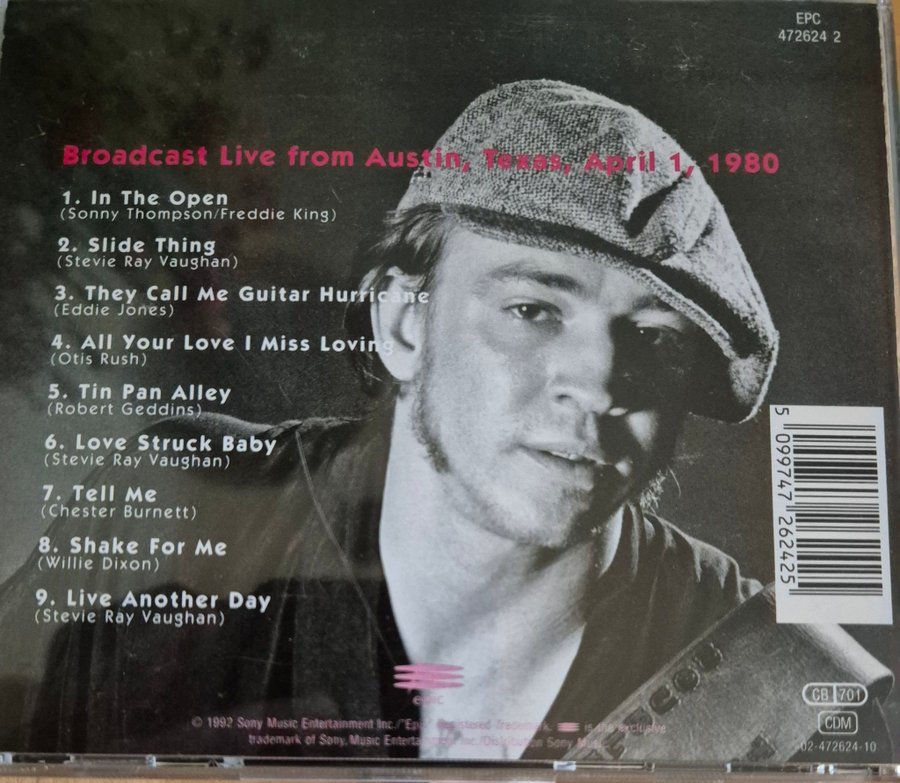 EPC
472624 2
Broadcast Live from Austin, Texas, April 1, 1980
1. In The Open
(Sonny Thompson/Freddie King)
2. Slide Thing
(Stevie Ray Vaughan)
3. They Call Me Guitar Hurricane
(Eddie Jones)
4. All Your Love I Miss Loving
(Otis Rush)
5. Tin Pan Alley
(Robert Geddins)
6. Love Struck Baby
(Stevie Ray Vaughan)
7. Tell Me
(Chester Burnett)
8. Shake For Me
(Willie Dixon)
9. Live Another Day
(Stevie Ray Vaughan)
5 099747 262425
epic
© 1992 Sony Music Entertainment Inc./"Epic" Registered Trademark. is the exclusive
trademark of Sony Music Entertainment Inc./Distribution Sony Music
CB 701
CDM
02-472624-10